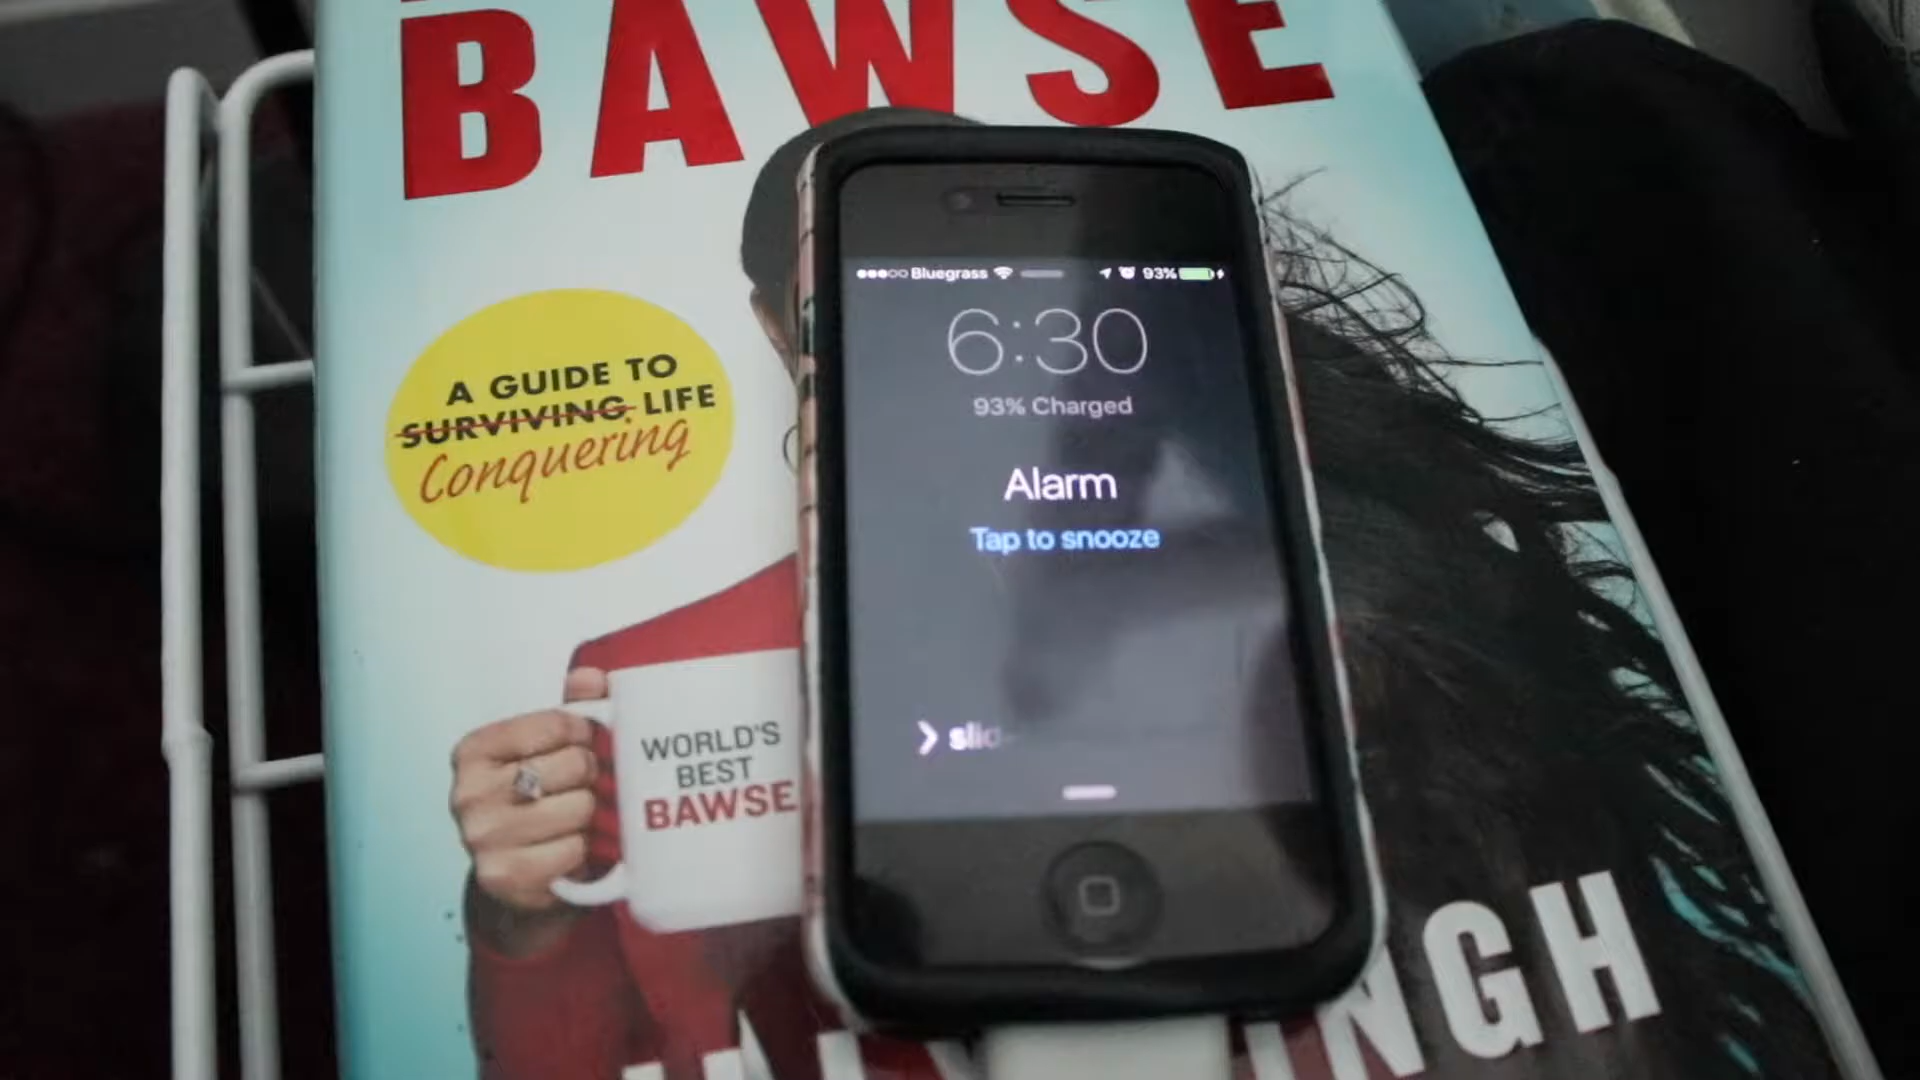 BAWSE
A GUIDE TO
SURVIVING LIFE
Conquering
WORLD'S
BEST
BAWSE
Bluegrass
93%
6:30
93% Charged
Alarm
Tap to snooze
slid